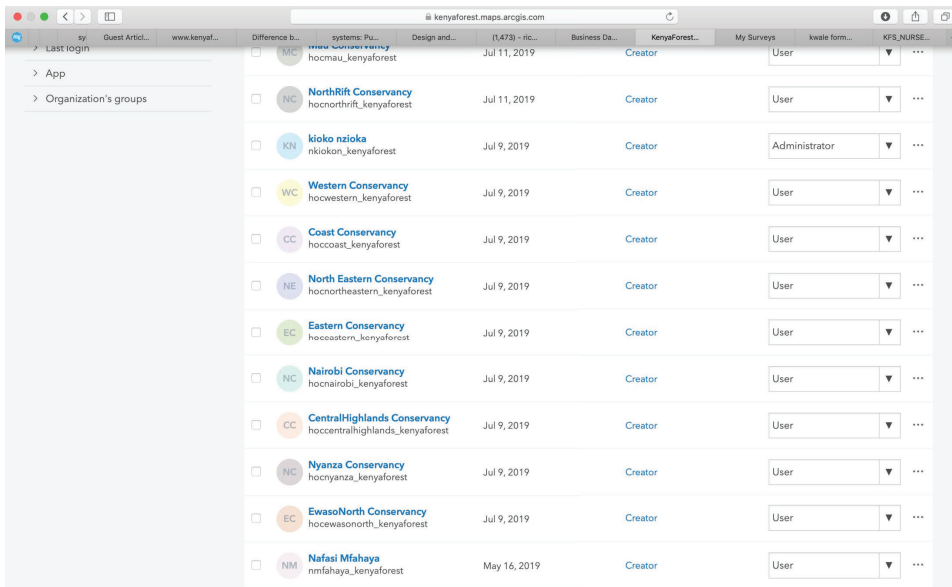 kenyaforest.maps.arcgis.com
sy
Guest Articl...
www.kenyaf...
Difference b...
systems: Pu...
Design and...
(1,473) – ric...
Business Da...
KenyaForest...
My Surveys
kwale form...
KFS_NURSE...
Last login
App
Organization's groups
MC
Mau Conservancy
hocmau_kenyaforest
Jul 11, 2019
User
NC
NorthRift Conservancy
hocnorthrift_kenyaforest
Jul 11, 2019
Creator
User
KN
kioko nzioka
nkiokon_kenyaforest
Jul 9, 2019
Creator
Administrator
WC
Western Conservancy
hocwestern_kenyaforest
Jul 9, 2019
Creator
User
CC
Coast Conservancy
hoccoast_kenyaforest
Jul 9, 2019
Creator
User
NE
North Eastern Conservancy
hocnortheastern_kenyaforest
Jul 9, 2019
Creator
User
EC
Eastern Conservancy
hoceastern_kenyaforest
Jul 9, 2019
Creator
User
NC
Nairobi Conservancy
hocnairobi_kenyaforest
Jul 9, 2019
Creator
User
CC
CentralHighlands Conservancy
hoccentralhighlands_kenyaforest
Jul 9, 2019
Creator
User
NC
Nyanza Conservancy
hocnyanza_kenyaforest
Jul 9, 2019
Creator
User
EC
EwasoNorth Conservancy
hocewasonorth_kenyaforest
Jul 9, 2019
Creator
User
NM
Nafasi Mfahaya
nmfahaya_kenyaforest
May 16, 2019
Creator
User